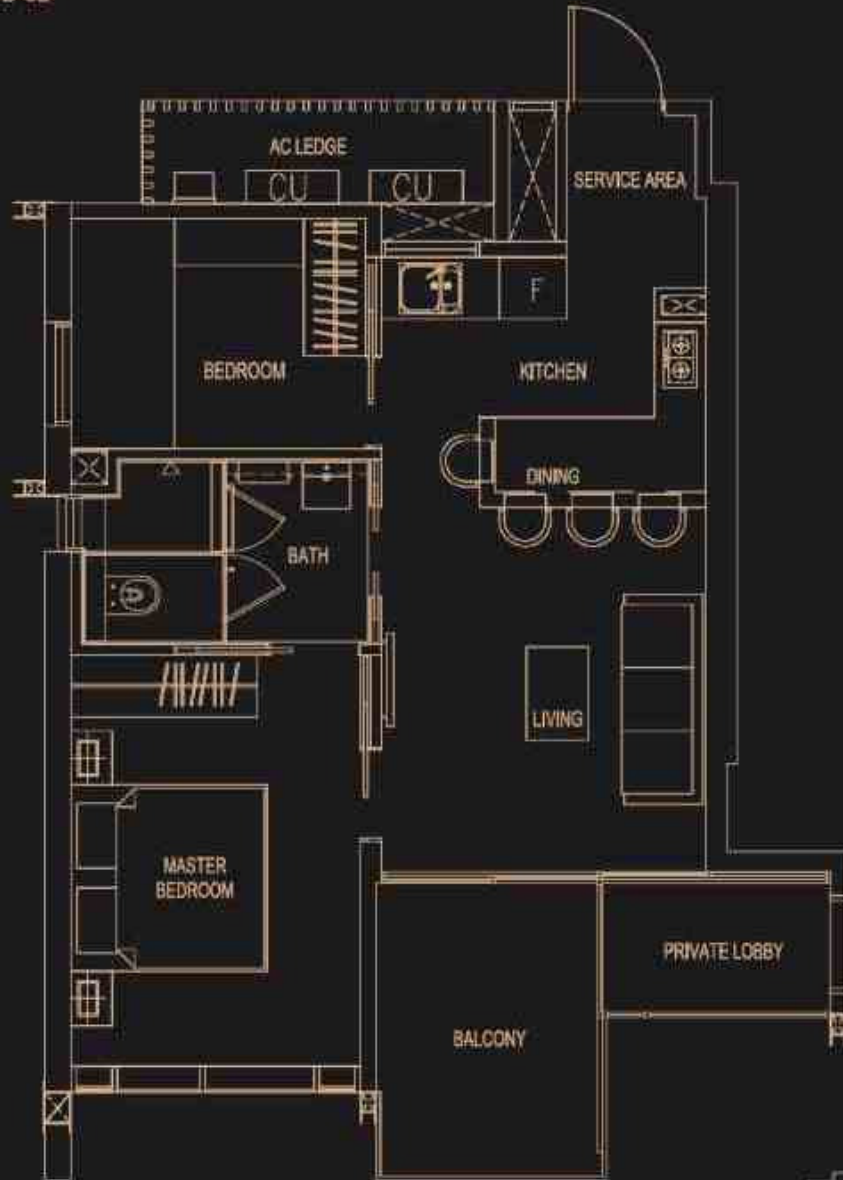 AC LEDGE
CU
CU
SERVICE AREA
F
BEDROOM
KITCHEN
DINING
BATH
LIVING
MASTER
BEDROOM
PRIVATE LOBBY
BALCONY